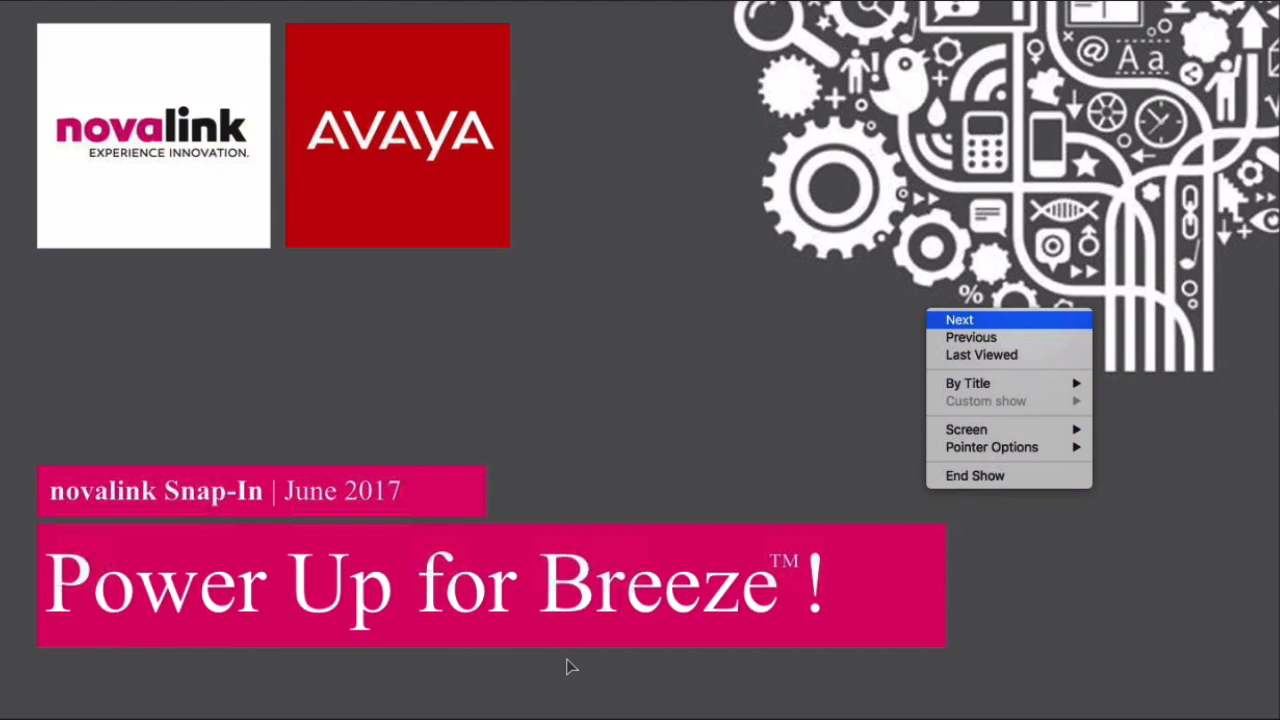 novalink
EXPERIENCE INNOVATION.
AVAYA
@ Aa
%
Next
Previous
Last Viewed
By Title
Custom show
Screen
Pointer Options
End Show
novalink Snap-In | June 2017
Power Up for Breeze™!